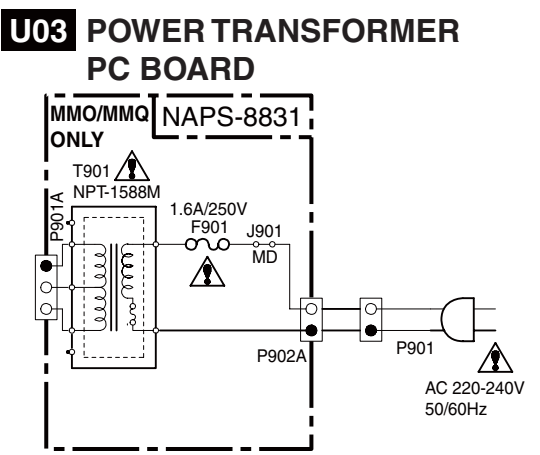 U03 POWER TRANSFORMER
PC BOARD
MMO/MMQ
ONLY
NAPS-8831
T901
NPT-1588M
P901A
1.6A/250V
F901
J901
MD
P902A
P901
AC 220-240V
50/60Hz